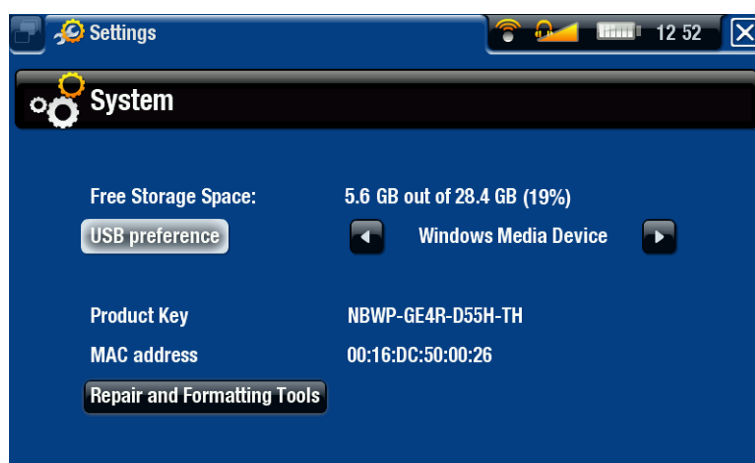 Settings
12 52
System
Free Storage Space: 5.6 GB out of 28.4 GB (19%)
USB preference Windows Media Device
Product Key NBWP-GE4R-D55H-TH
MAC address 00:16:DC:50:00:26
Repair and Formatting Tools